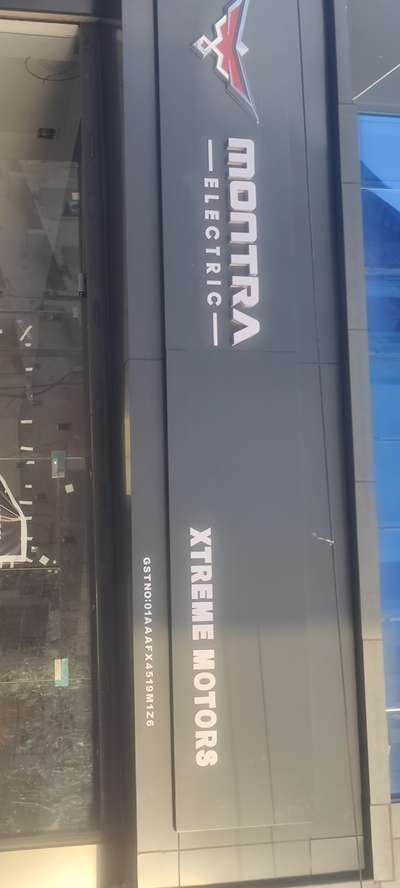 MONTRA
ELECTRIC
XTREME MOTORS
GSTNO:01AAAFX4519M1Z6